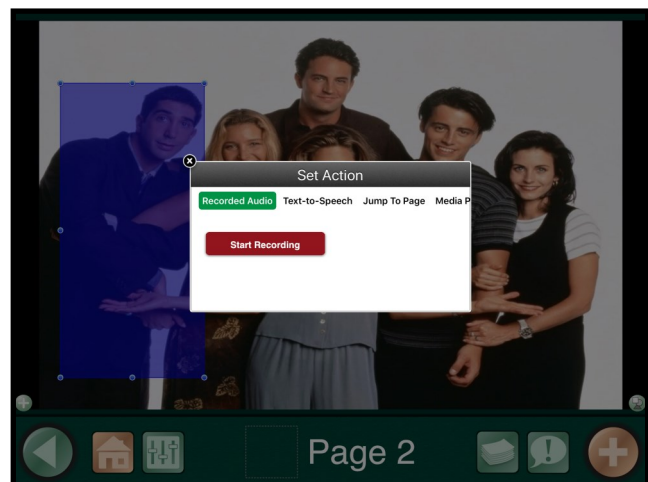 Set Action
Recorded Audio Text-to-Speech Jump To Page Media P
Start Recording
Page 2